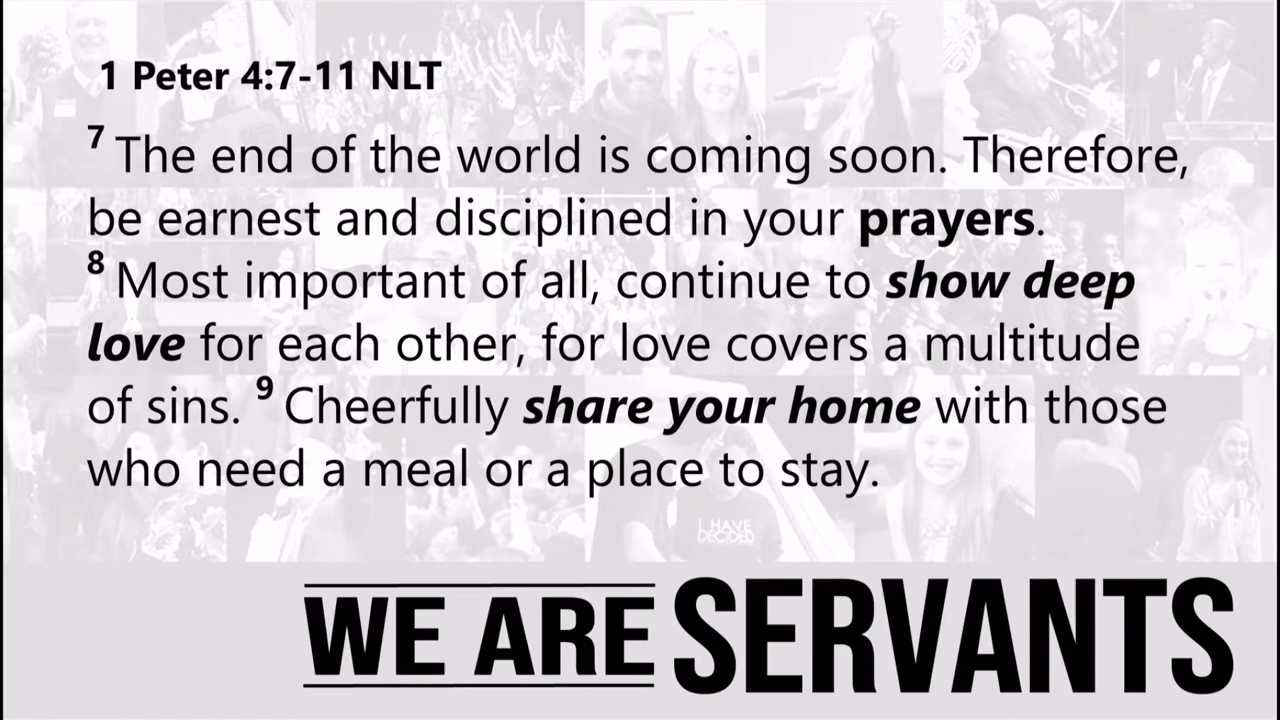 1 Peter 4:7-11 NLT
7 The end of the world is coming soon. Therefore,
be earnest and disciplined in your prayers.
8 Most important of all, continue to show deep
love for each other, for love covers a multitude
of sins. 9 Cheerfully share your home with those
who need a meal or a place to stay.
I HAVE
DECIDED
WE ARE SERVANTS